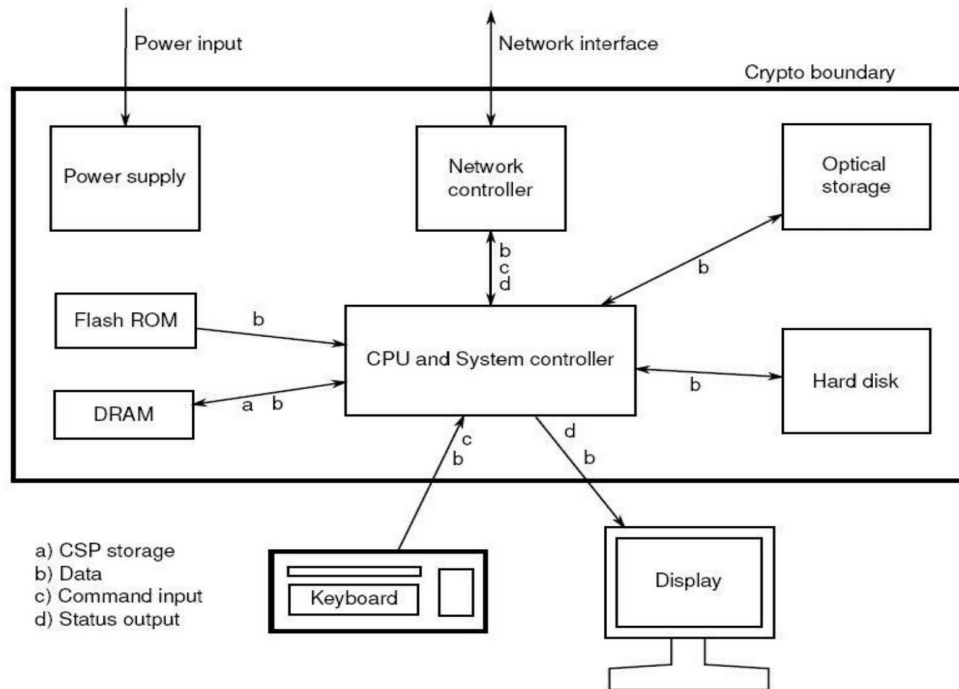 Power input
Network interface
Crypto boundary
Power supply
Network
controller
Optical
storage
b
c
d
b
Flash ROM
b
CPU and System controller
b
Hard disk
DRAM
a b
c
b
d
b
a) CSP storage
b) Data
c) Command input
d) Status output
Keyboard
Display